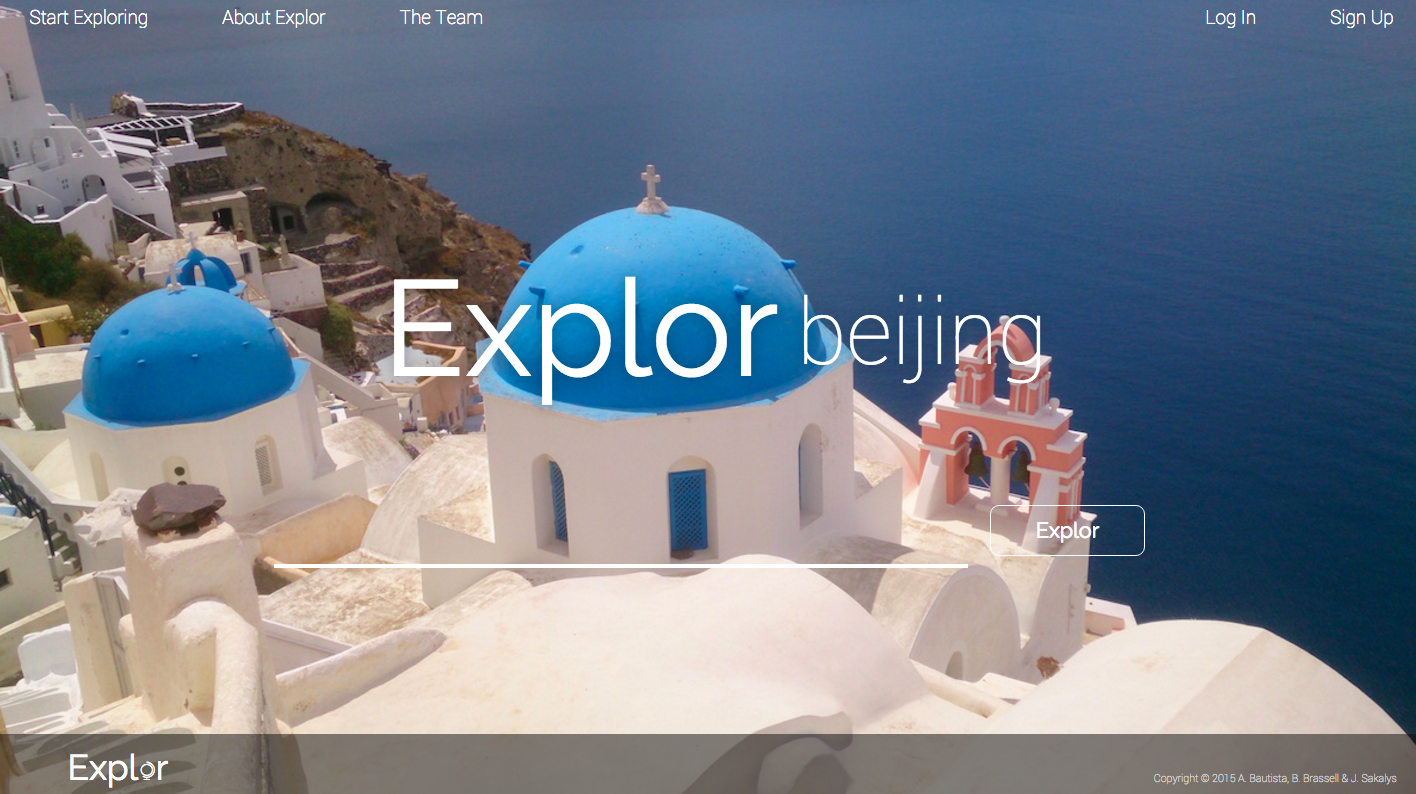 Start Exploring About Explor The Team Log In Sign Up
Explor beijing
Explor
Explor
Copyright © 2015 A. Bautista, B. Brassell & J. Sakalys